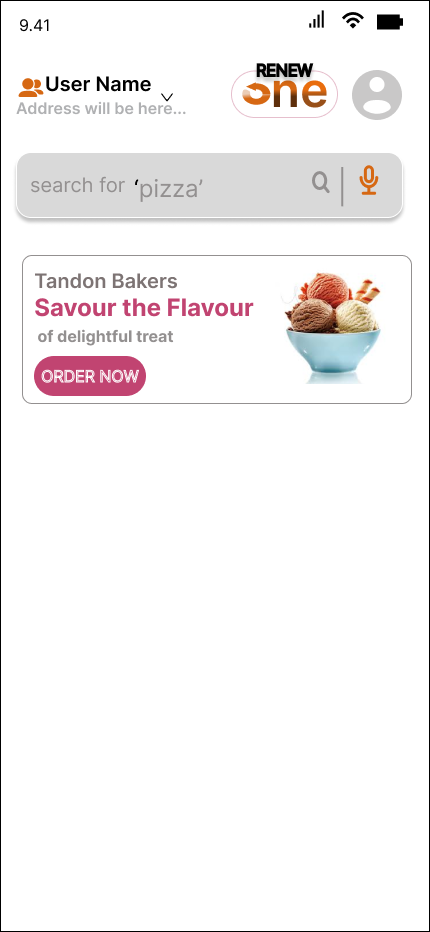 9.41
User Name
Address will be here...
RENEW
one
search for ‘pizza’
Tandon Bakers
Savour the Flavour
of delightful treat
ORDER NOW